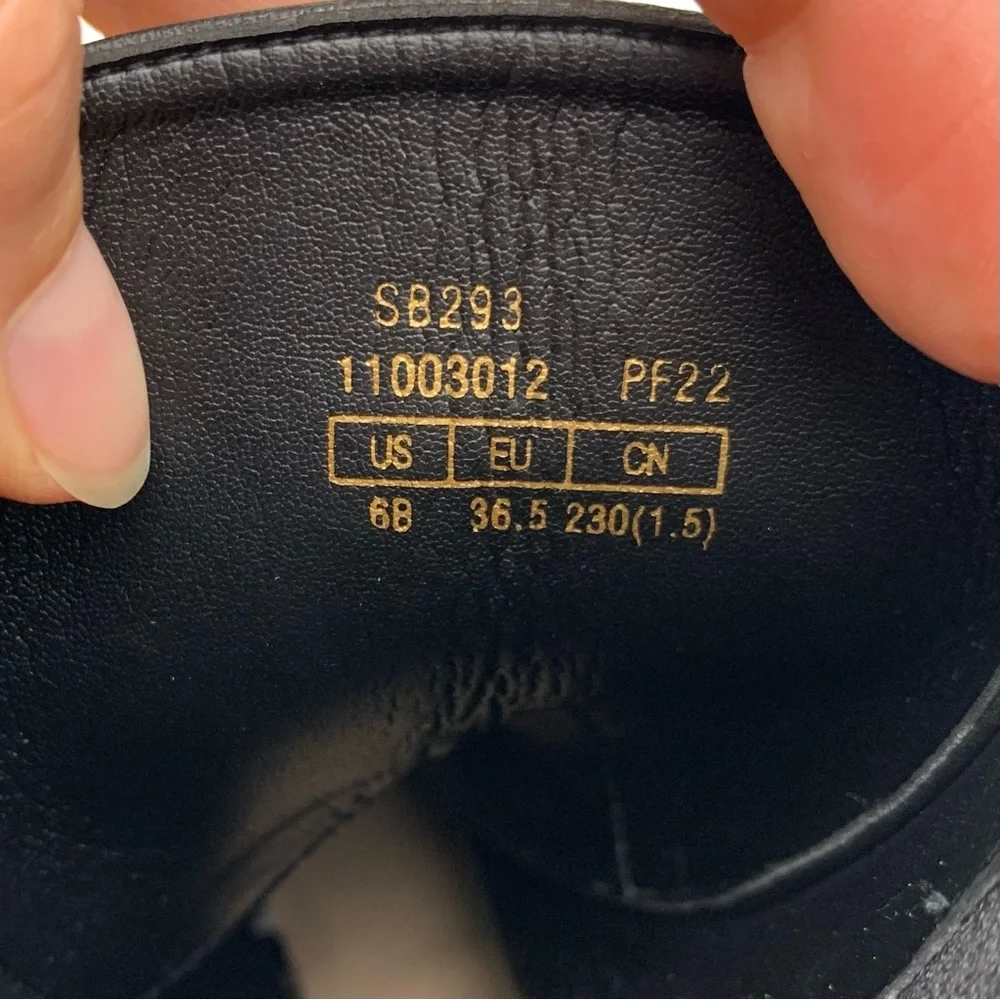 SB293
11003012 PF22
US EU CN
6B 36.5 230(1.5)